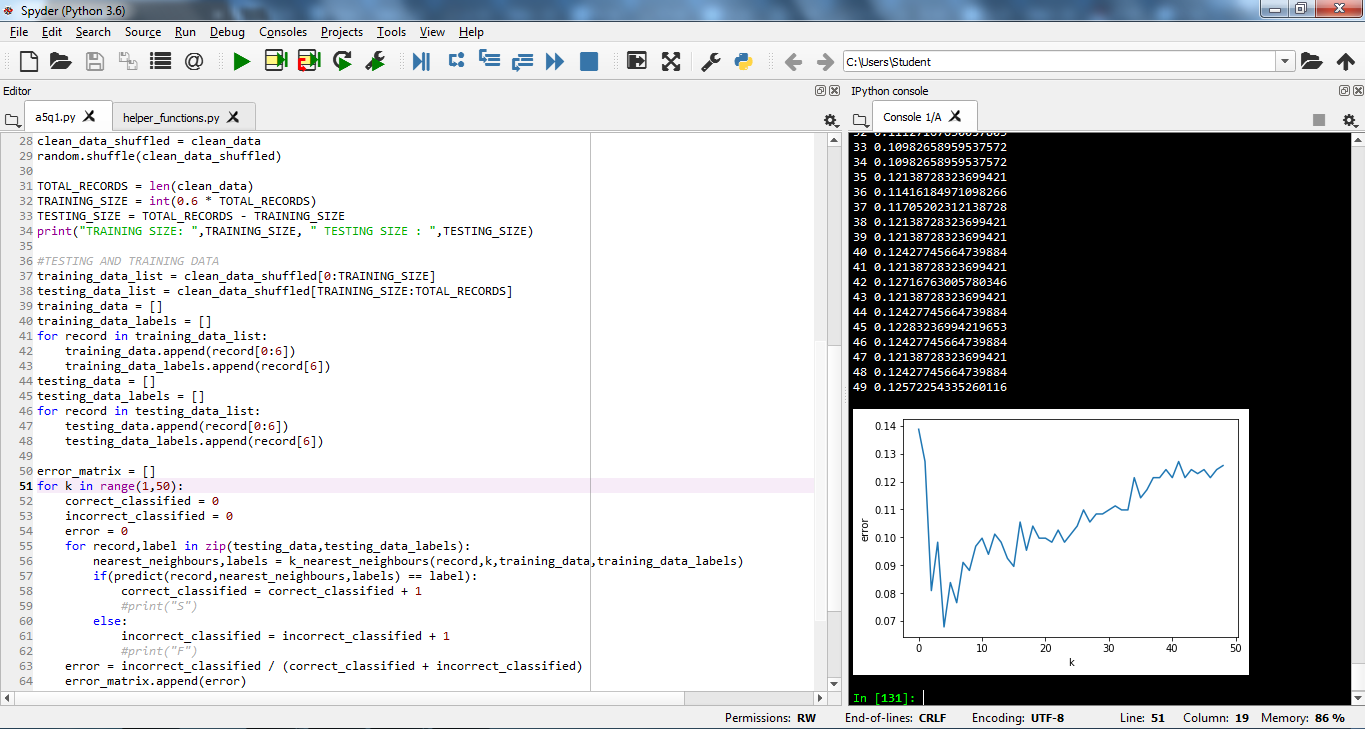 Spyder (Python 3.6)
File Edit Search Source Run Debug Consoles Projects Tools View Help
C:\Users\Student
Editor
a5q1.py
helper_functions.py
28 clean_data_shuffled = clean_data
29 random.shuffle(clean_data_shuffled)
30
31 TOTAL_RECORDS = len(clean_data)
32 TRAINING_SIZE = int(0.6 * TOTAL_RECORDS)
33 TESTING_SIZE = TOTAL_RECORDS - TRAINING_SIZE
34 print("TRAINING SIZE: ",TRAINING_SIZE, " TESTING SIZE : ",TESTING_SIZE)
35
36 #TESTING AND TRAINING DATA
37 training_data_list = clean_data_shuffled[0:TRAINING_SIZE]
38 testing_data_list = clean_data_shuffled[TRAINING_SIZE:TOTAL_RECORDS]
39 training_data = []
40 training_data_labels = []
41 for record in training_data_list:
42     training_data.append(record[0:6])
43     training_data_labels.append(record[6])
44 testing_data = []
45 testing_data_labels = []
46 for record in testing_data_list:
47     testing_data.append(record[0:6])
48     testing_data_labels.append(record[6])
49
50 error_matrix = []
51 for k in range(1,50):
52     correct_classified = 0
53     incorrect_classified = 0
54     error = 0
55     for record,label in zip(testing_data,testing_data_labels):
56         nearest_neighbours,labels = k_nearest_neighbours(record,k,training_data,training_data_labels)
57         if(predict(record,nearest_neighbours,labels) == label):
58             correct_classified = correct_classified + 1
59             #print("S")
60         else:
61             incorrect_classified = incorrect_classified + 1
62             #print("F")
63     error = incorrect_classified / (correct_classified + incorrect_classified)
64     error_matrix.append(error)
IPython console
Console 1/A
33 0.10982658959537572
34 0.10982658959537572
35 0.12138728323699421
36 0.11416184971098266
37 0.11705202312138728
38 0.12138728323699421
39 0.12138728323699421
40 0.12427745664739884
41 0.12138728323699421
42 0.12716763005780346
43 0.12138728323699421
44 0.12427745664739884
45 0.12283236994219653
46 0.12427745664739884
47 0.12138728323699421
48 0.12427745664739884
49 0.12572254335260116
0.14
0.13
0.12
0.11
0.10
0.09
0.08
0.07
error
0 10 20 30 40 50
k
In [131]:
Permissions: RW End-of-lines: CRLF Encoding: UTF-8 Line: 51 Column: 19 Memory: 86 %